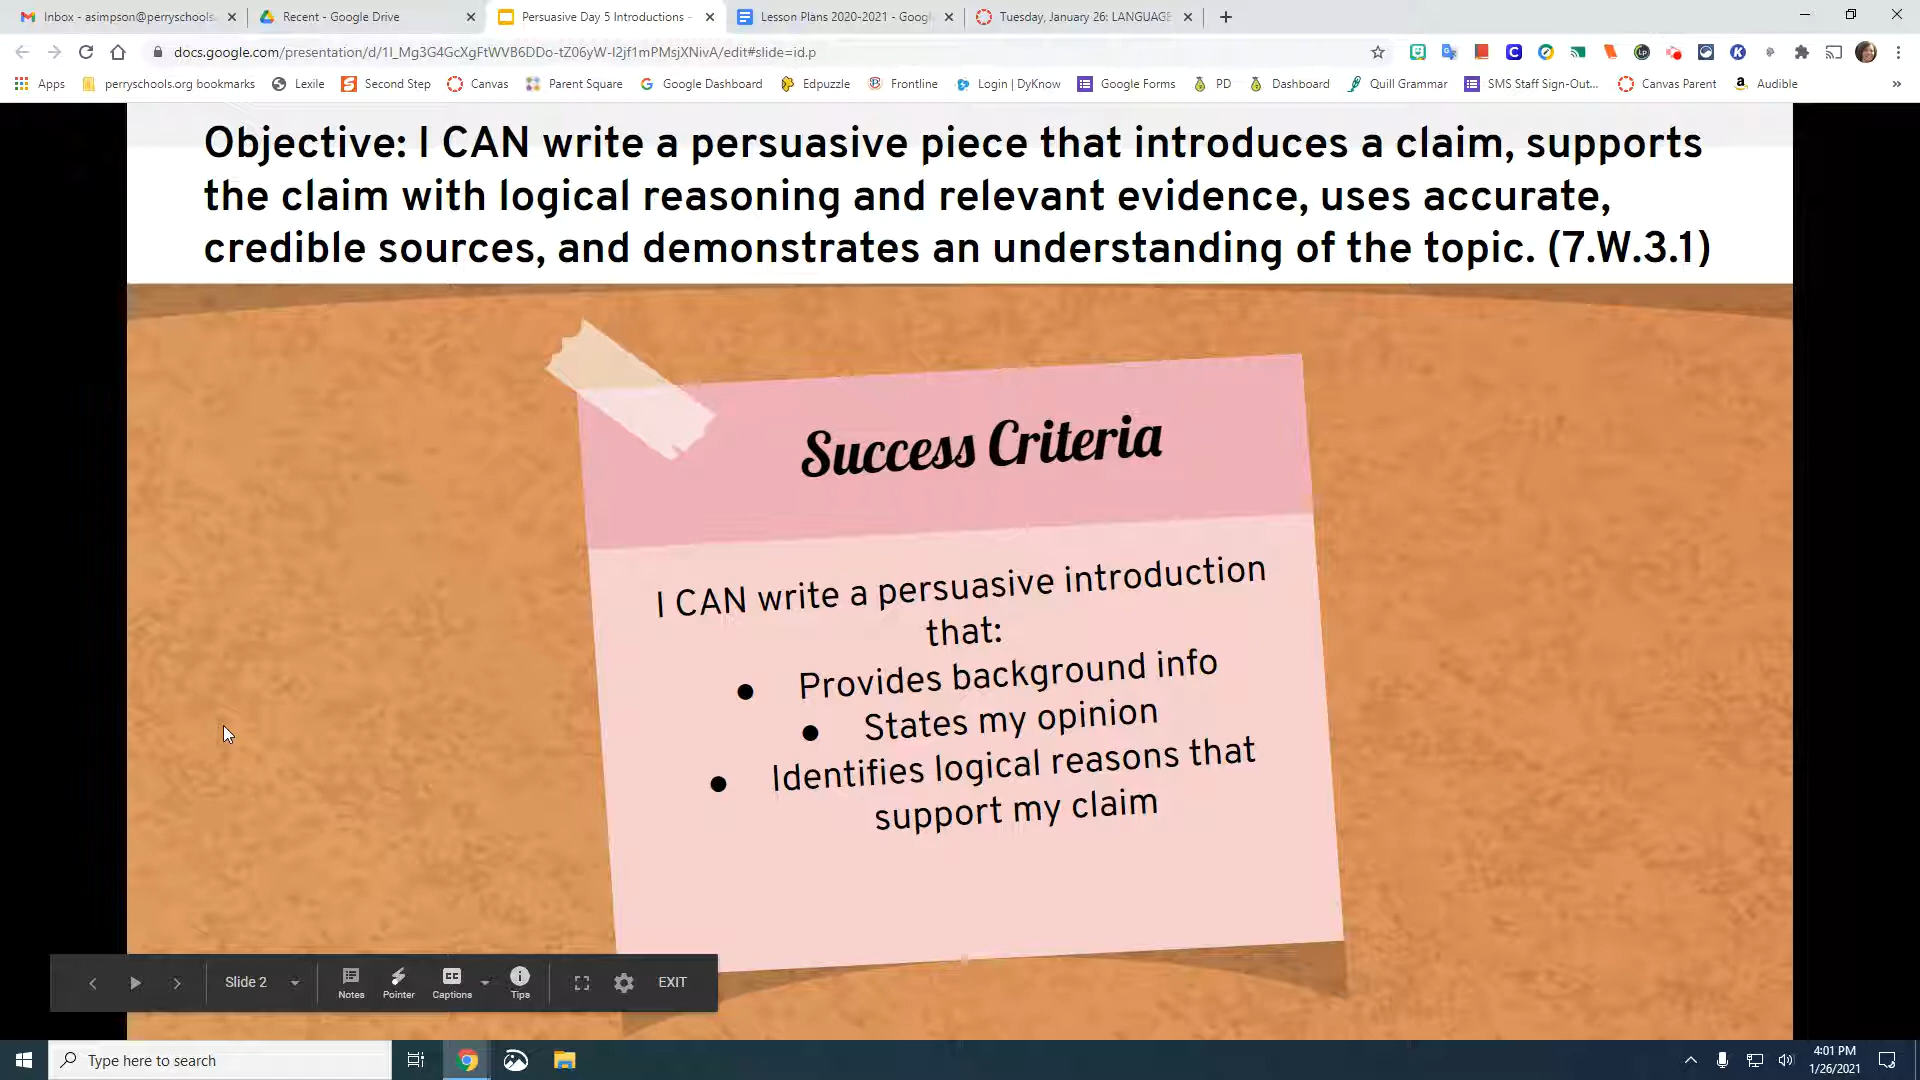 Inbox - asimpson@perryschools.
Recent - Google Drive
Persuasive Day 5 Introductions -
Lesson Plans 2020-2021 - Googl
Tuesday, January 26: LANGUAGE
docs.google.com/presentation/d/1I_Mg3G4GcXgFtWVB6DDo-tZ06yW-I2jf1mPMsjXNivA/edit#slide=id.p
Apps perryschools.org bookmarks Lexile Second Step Canvas Parent Square Google Dashboard Edpuzzle Frontline Login | DyKnow Google Forms PD Dashboard Quill Grammar SMS Staff Sign-Out... Canvas Parent Audible »
Objective: I CAN write a persuasive piece that introduces a claim, supports
the claim with logical reasoning and relevant evidence, uses accurate,
credible sources, and demonstrates an understanding of the topic. (7.W.3.1)
Success Criteria
I CAN write a persuasive introduction
that:
● Provides background info
● States my opinion
● Identifies logical reasons that
support my claim
Slide 2 Notes Pointer Captions Tips EXIT
Type here to search
4:01 PM
1/26/2021